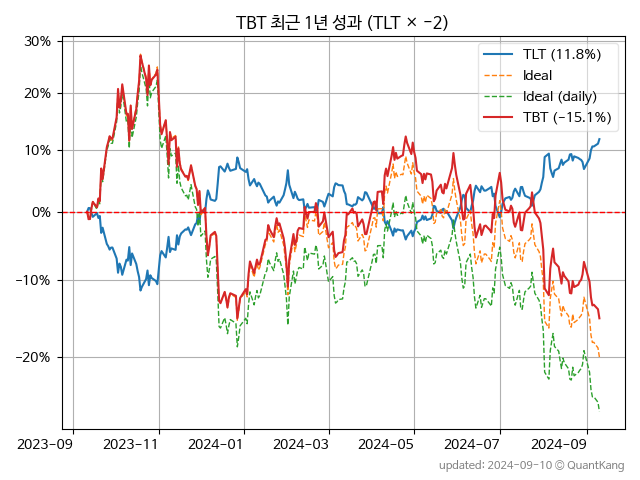 TBT 최근 1년 성과 (TLT × −2)
30%
20%
10%
0%
−10%
−20%
TLT (11.8%)
Ideal
Ideal (daily)
TBT (−15.1%)
2023-09
2023-11
2024-01
2024-03
2024-05
2024-07
2024-09
updated: 2024-09-10 © QuantKang